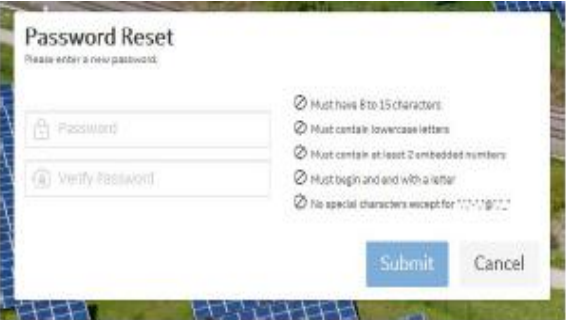 Password Reset
Please enter a new password.
Password
Verify Password
Must have 8 to 15 characters
Must contain lowercase letters
Must contain at least 2 embedded numbers
Must begin and end with a letter
No special characters except for
Submit
Cancel